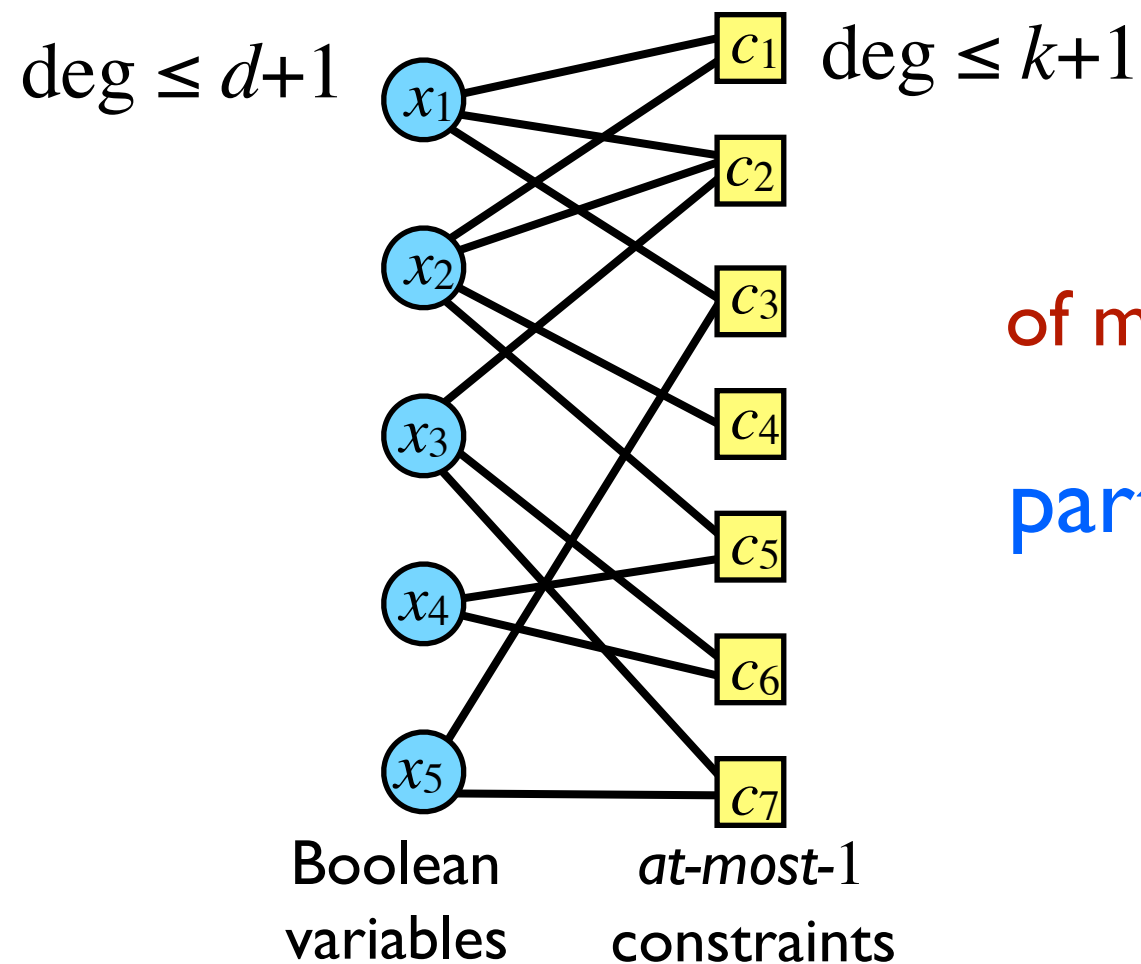 deg ≤ d+1
deg ≤ k+1
x1
x2
x3
x4
x5
c1
c2
c3
c4
c5
c6
c7
of
Boolean
variables
at-most-1
constraints